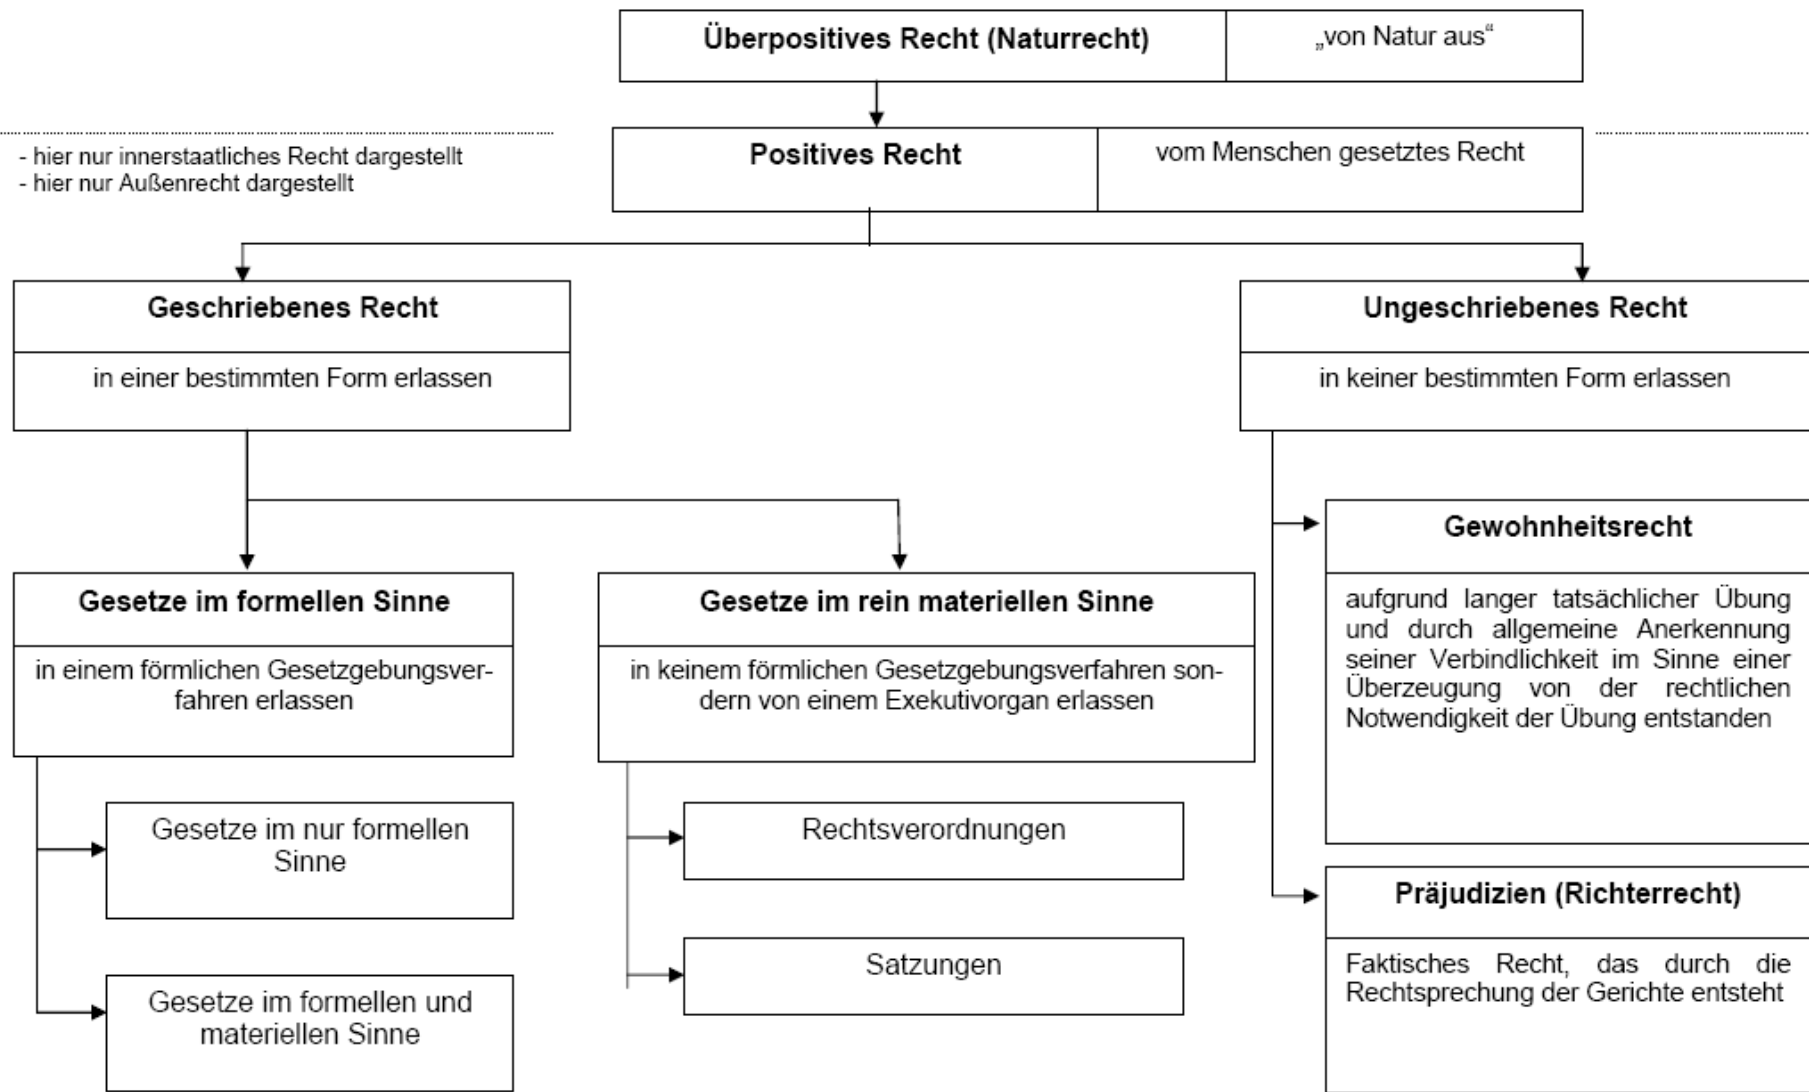 Überpositives Recht (Naturrecht)
„von Natur aus“
- hier nur innerstaatliches Recht dargestellt
- hier nur Außenrecht dargestellt
Positives Recht
vom Menschen gesetztes Recht
Geschriebenes Recht
in einer bestimmten Form erlassen
Ungeschriebenes Recht
in keiner bestimmten Form erlassen
Gesetze im formellen Sinne
in einem förmlichen Gesetzgebungsver-
fahren erlassen
Gesetze im nur formellen
Sinne
Gesetze im formellen und
materiellen Sinne
Gesetze im rein materiellen Sinne
in keinem förmlichen Gesetzgebungsverfahren son-
dern von einem Exekutivorgan erlassen
Rechtsverordnungen
Satzungen
Gewohnheitsrecht
aufgrund langer tatsächlicher Übung
und durch allgemeine Anerkennung
seiner Verbindlichkeit im Sinne einer
Überzeugung von der rechtlichen
Notwendigkeit der Übung entstanden
Präjudizien (Richterrecht)
Faktisches Recht, das durch die
Rechtsprechung der Gerichte entsteht